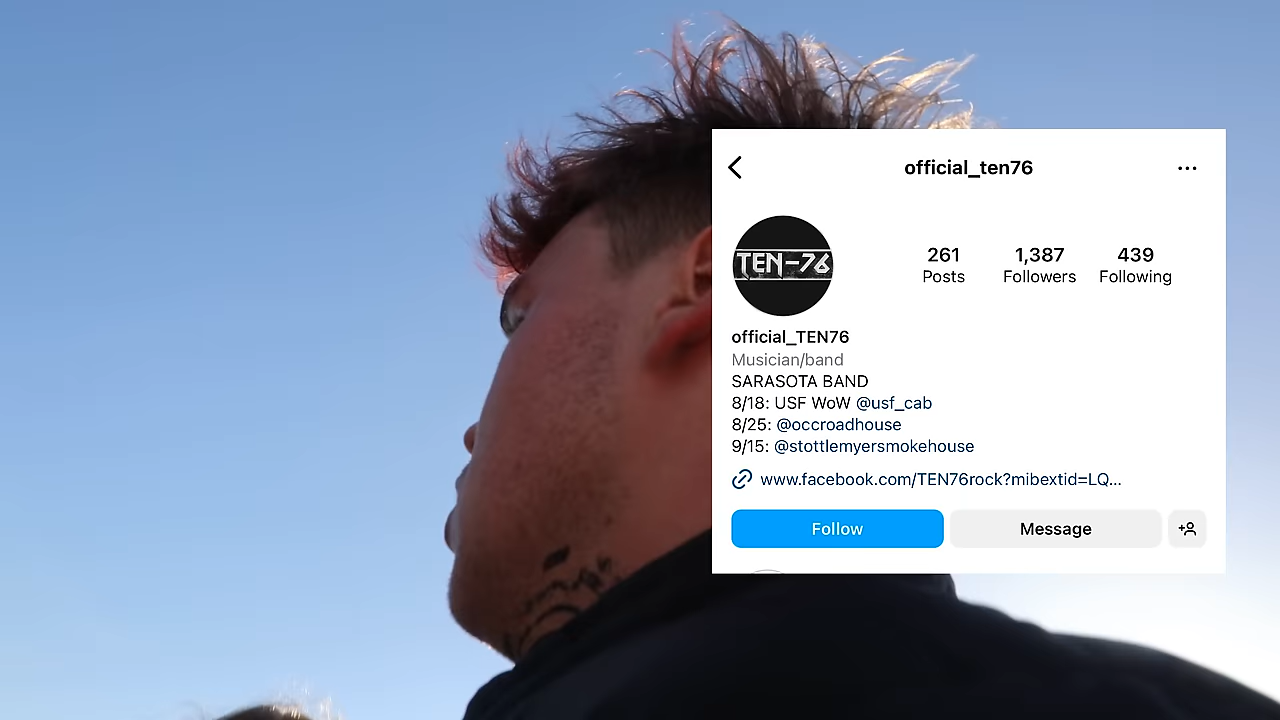 official_ten76
TEN-76
261
1,387
439
Posts
Followers
Following
official_TEN76
Musician/band
SARASOTA BAND
8/18: USF WoW @usf_cab
8/25: @occroadhouse
9/15: @stottlemyersmokehouse
www.facebook.com/TEN76rock?mibextid=LQ...
Follow
Message